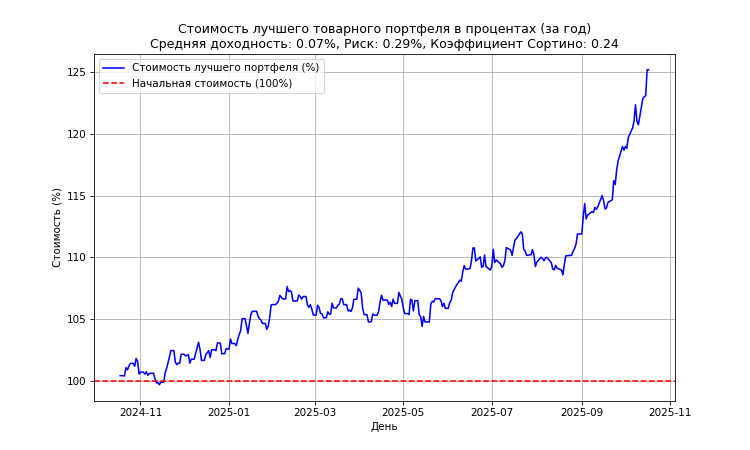 Стоимость лучшего товарного портфеля в процентах (за год)
Средняя доходность: 0.07%, Риск: 0.29%, Коэффициент Сортино: 0.24
Стоимость лучшего портфеля (%)
Начальная стоимость (100%)
Стоимость (%)
125
120
115
110
105
100
2024-11
2025-01
2025-03
2025-05
2025-07
2025-09
2025-11
День